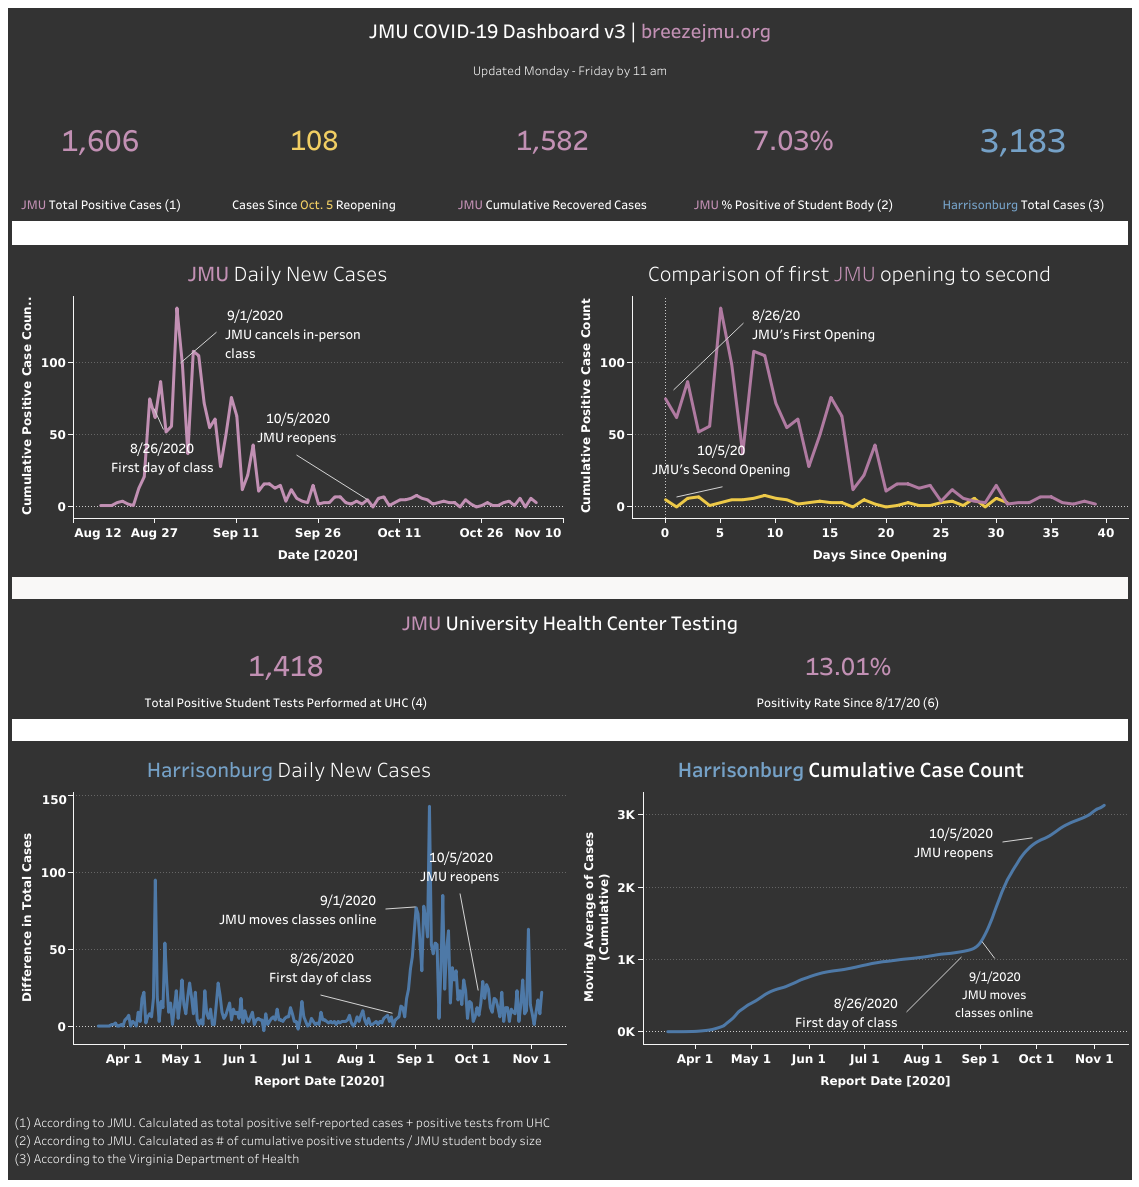 JMU COVID-19 Dashboard v3 | breezejmu.org
Updated Monday - Friday by 11 am
1,606
108
1,582
7.03%
3,183
JMU Total Positive Cases (1)
Cases Since Oct. 5 Reopening
JMU Cumulative Recovered Cases
JMU % Positive of Student Body (2)
Harrisonburg Total Cases (3)
JMU Daily New Cases
Cumulative Positive Case Coun..
100
50
0
9/1/2020
JMU cancels in-person
class
10/5/2020
JMU reopens
8/26/2020
First day of class
Aug 12 Aug 27 Sep 11 Sep 26 Oct 11 Oct 26 Nov 10
Date [2020]
Comparison of first JMU opening to second
Cumulative Positive Case Count
100
50
0
8/26/20
JMU's First Opening
10/5/20
JMU's Second Opening
0 5 10 15 20 25 30 35 40
Days Since Opening
JMU University Health Center Testing
1,418
13.01%
Total Positive Student Tests Performed at UHC (4)
Positivity Rate Since 8/17/20 (6)
Harrisonburg Daily New Cases
Difference in Total Cases
150
100
50
0
10/5/2020
JMU reopens
9/1/2020
JMU moves classes online
8/26/2020
First day of class
Apr 1 May 1 Jun 1 Jul 1 Aug 1 Sep 1 Oct 1 Nov 1
Report Date [2020]
Harrisonburg Cumulative Case Count
Moving Average of Cases
(Cumulative)
3K
2K
1K
0K
10/5/2020
JMU reopens
9/1/2020
JMU moves
classes online
8/26/2020
First day of class
Apr 1 May 1 Jun 1 Jul 1 Aug 1 Sep 1 Oct 1 Nov 1
Report Date [2020]
(1) According to JMU. Calculated as total positive self-reported cases + positive tests from UHC
(2) According to JMU. Calculated as # of cumulative positive students / JMU student body size
(3) According to the Virginia Department of Health